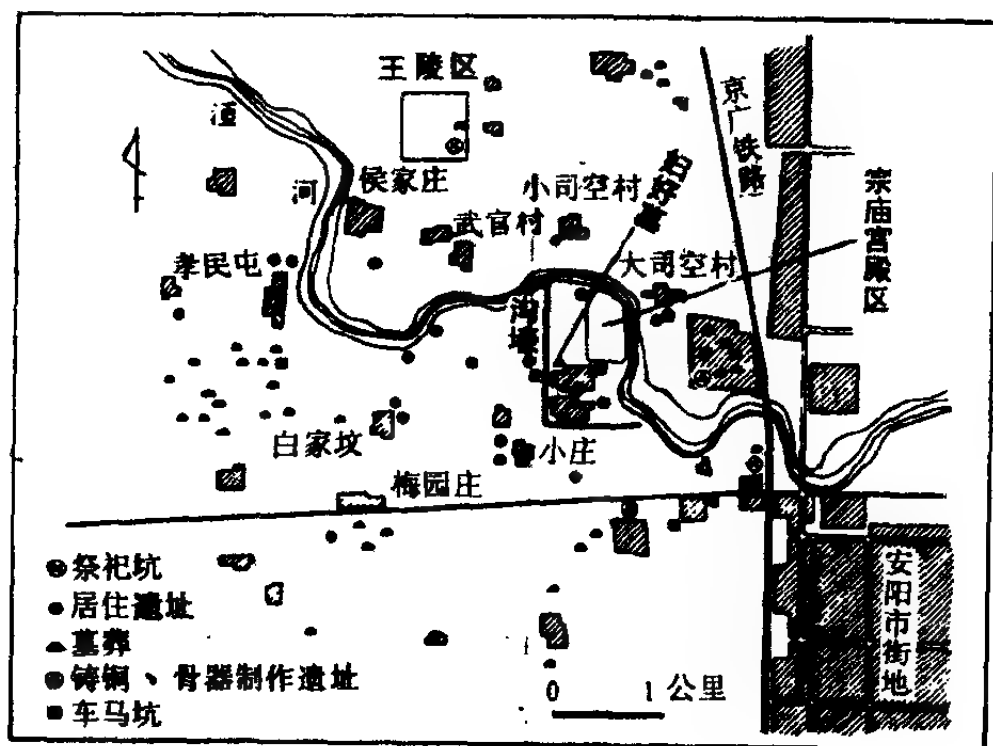 王陵区
洹
河
侯家庄
武官村
小司空村
大司空村
京广铁路
宗庙宫殿区
孝民屯
白家坟
小庄
梅园庄
安阳市街地
祭祀坑
居住遗址
墓葬
铸铜、骨器制作遗址
车马坑
0 1公里